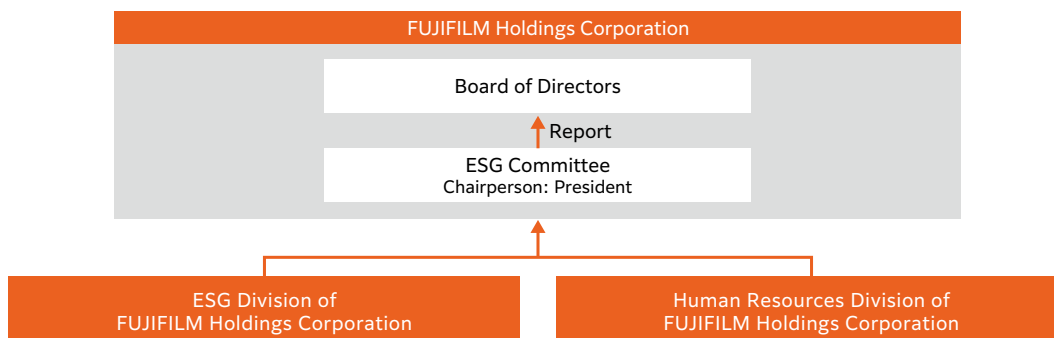 FUJIFILM Holdings Corporation
Board of Directors
Report
ESG Committee
Chairperson: President
ESG Division of
FUJIFILM Holdings Corporation
Human Resources Division of
FUJIFILM Holdings Corporation